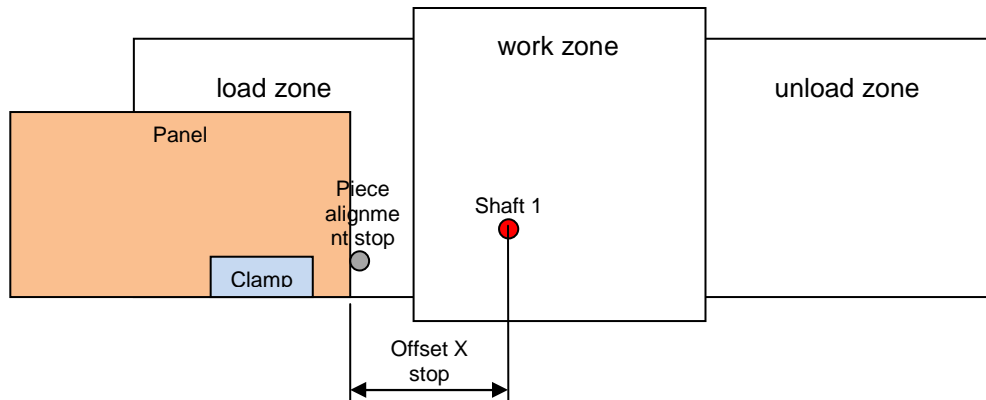 work zone
load zone
unload zone
Panel
Piece
alignme
nt stop
Shaft 1
Clamp
Offset X
stop